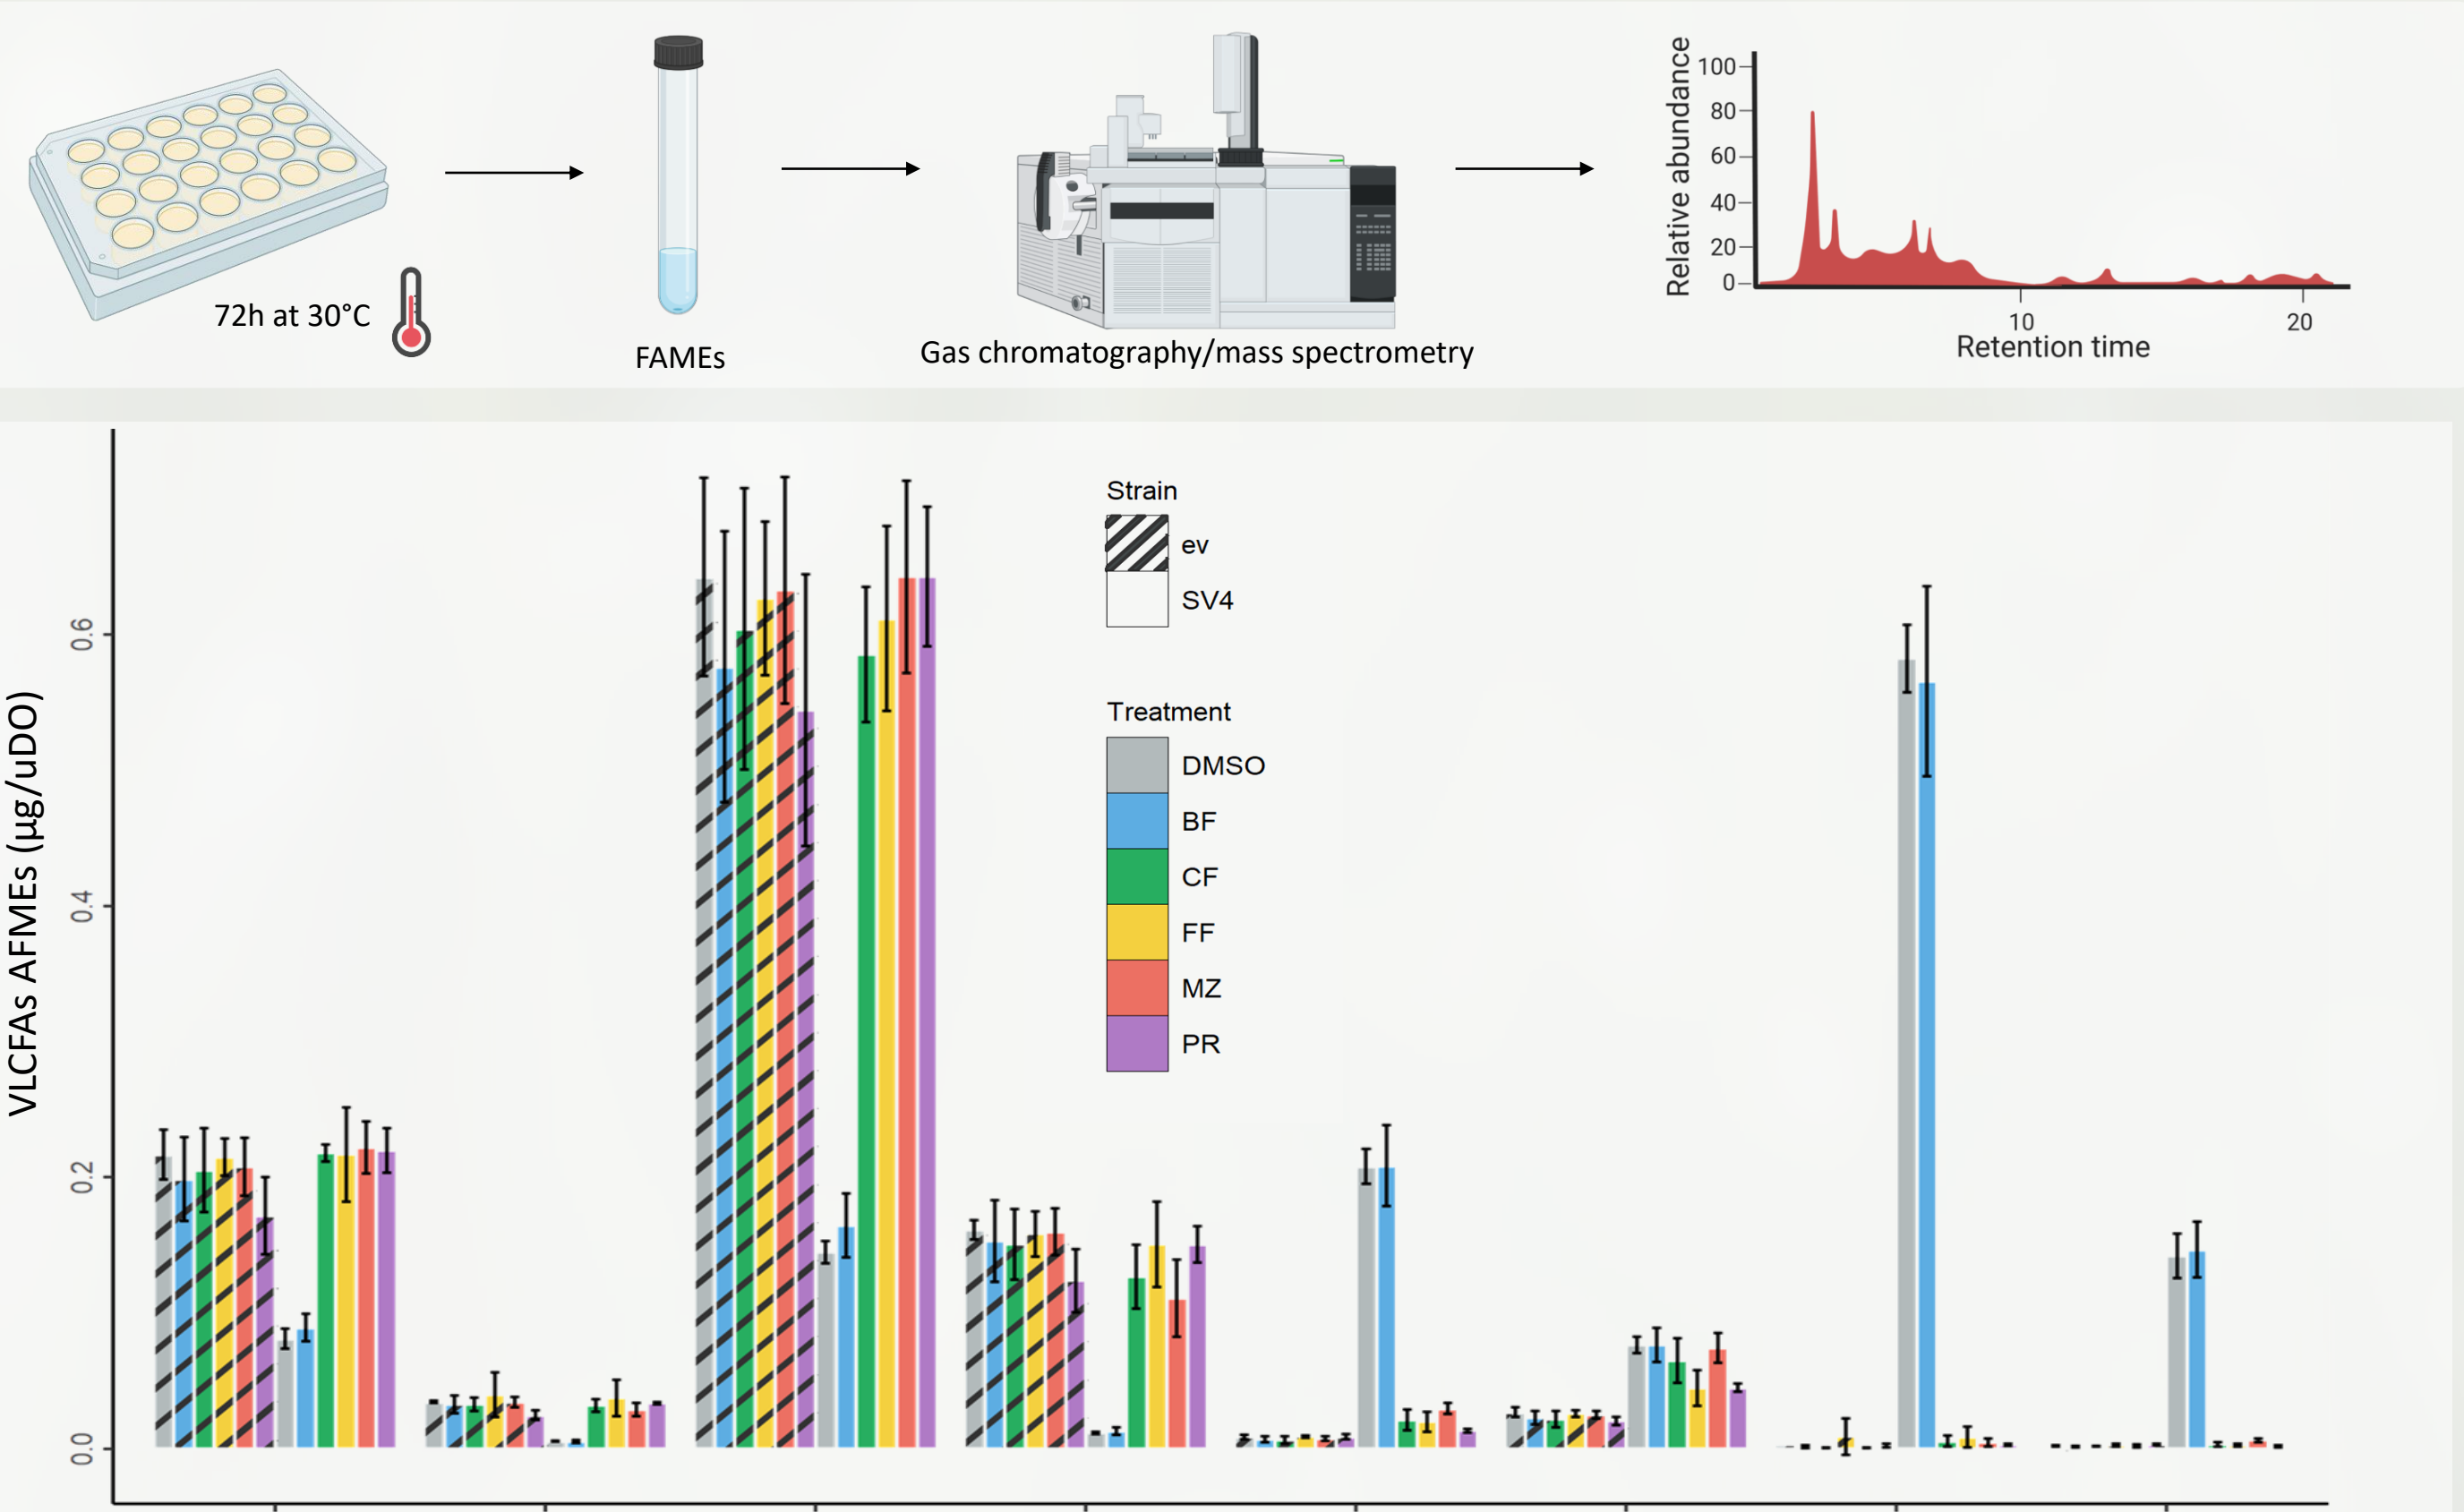 72h at 30°C
FAMEs
Gas chromatography/mass spectrometry
Relative abundance
100
80
60
40
20
0
10
20
Retention time
VLCFAs AFMEs (µg/uDO)
0.6
0.4
0.2
0.0
Strain
ev
SV4
Treatment
DMSO
BF
CF
FF
MZ
PR